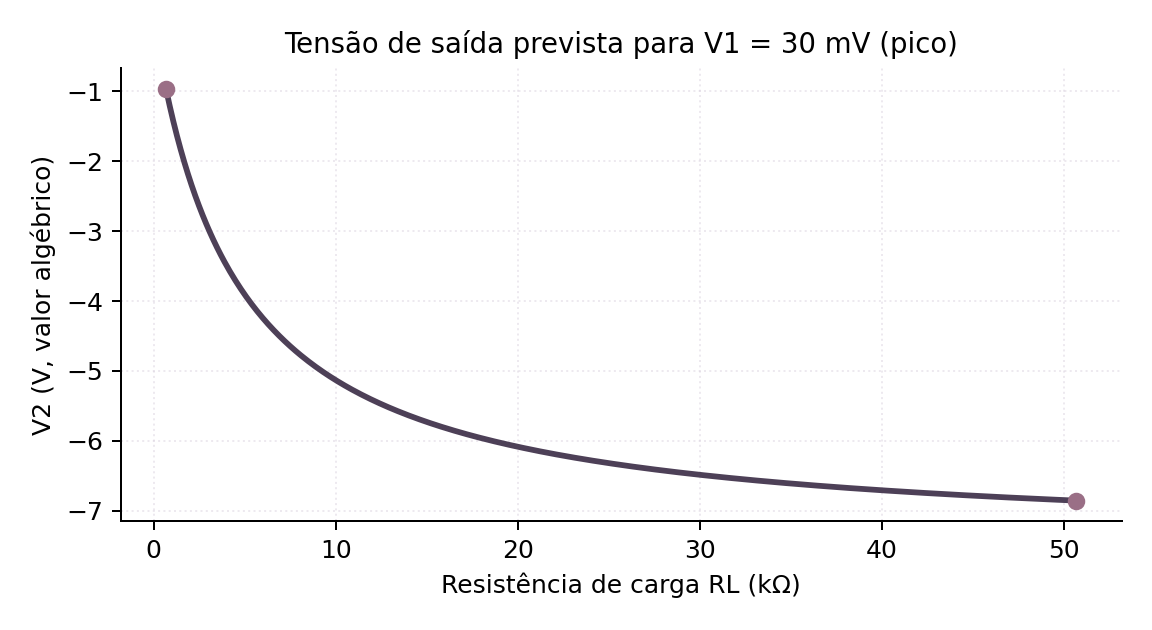 Tensão de saída prevista para V1 = 30 mV (pico)
V2 (V, valor algébrico)
−1
−2
−3
−4
−5
−6
−7
0 10 20 30 40 50
Resistência de carga RL (kΩ)